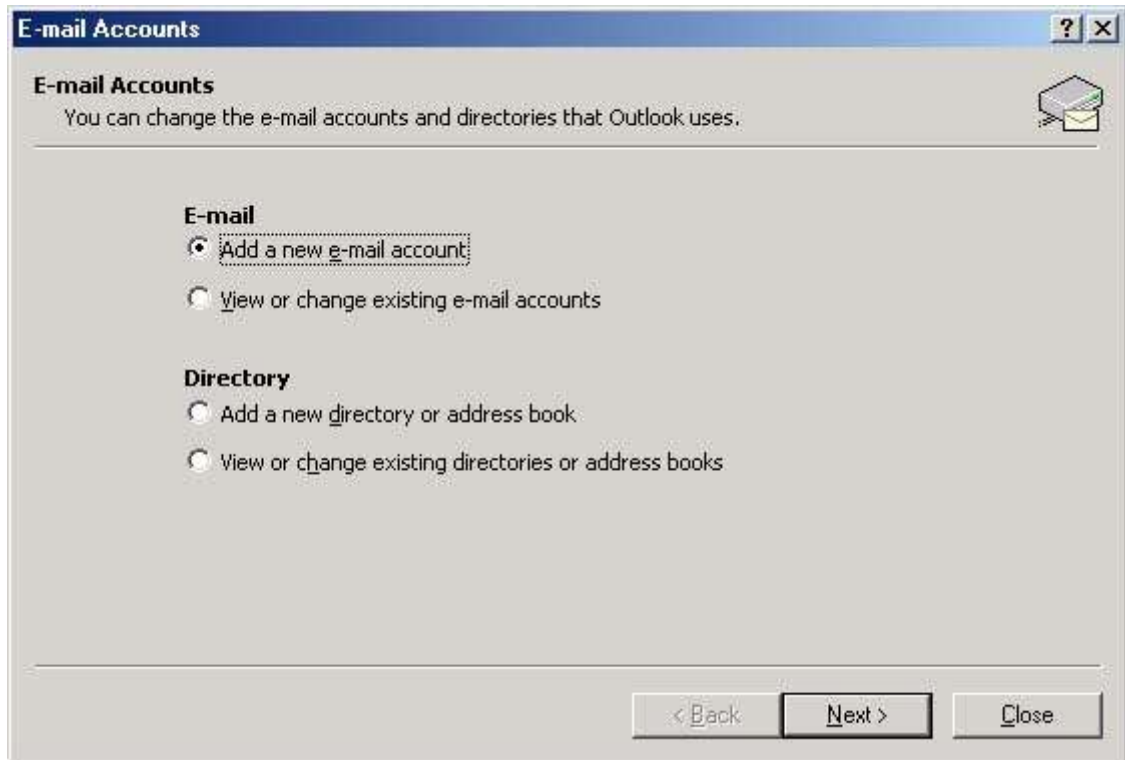 E-mail Accounts
E-mail Accounts
You can change the e-mail accounts and directories that Outlook uses.
E-mail
Add a new e-mail account
View or change existing e-mail accounts
Directory
Add a new directory or address book
View or change existing directories or address books
< Back Next > Close